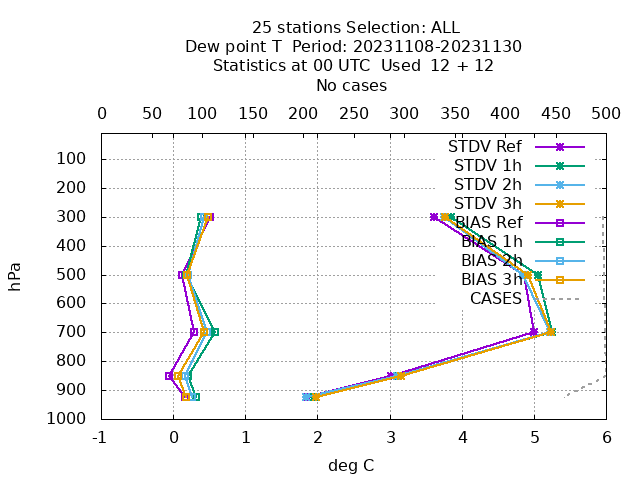 25 stations Selection: ALL
Dew point T  Period: 20231108-20231130
Statistics at 00 UTC  Used  12 + 12
No cases
0 50 100 150 200 250 300 350 400 450 500
STDV Ref
STDV 1h
STDV 2h
STDV 3h
BIAS Ref
BIAS 1h
BIAS 2h
BIAS 3h
CASES
100
200
300
400
500
600
700
800
900
1000
hPa
-1 0 1 2 3 4 5 6
deg C